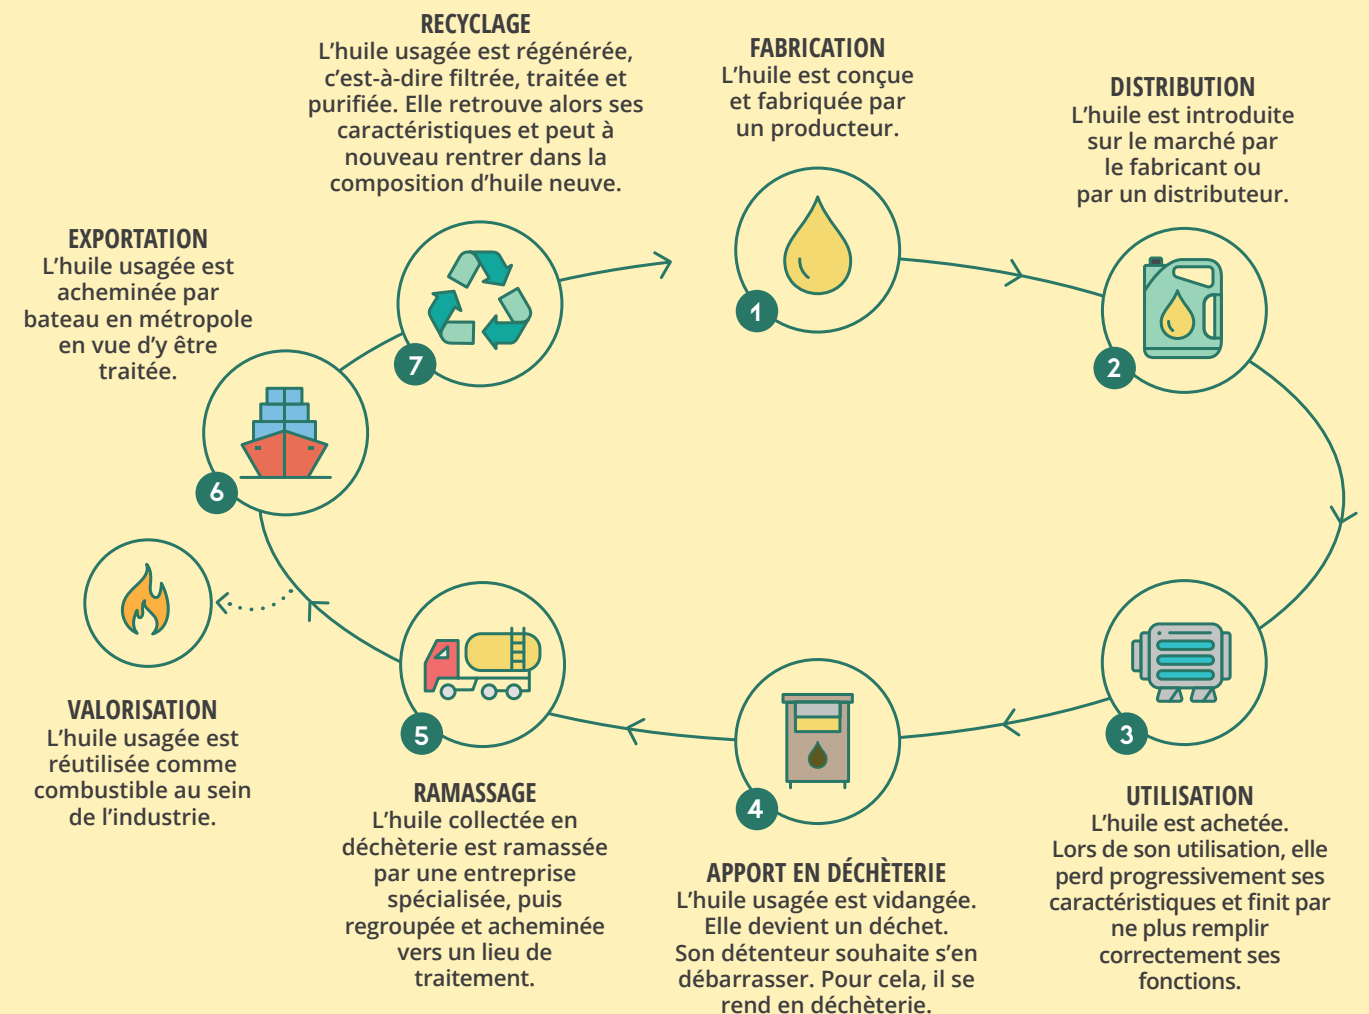 FABRICATION
L'huile est conçue
et fabriquée par
un producteur.
1
DISTRIBUTION
L'huile est introduite
sur le marché par
le fabricant ou
par un distributeur.
2
UTILISATION
L'huile est achetée.
Lors de son utilisation, elle
perd progressivement ses
caractéristiques et finit par
ne plus remplir
correctement ses
fonctions.
3
APPORT EN DÉCHÈTERIE
L'huile usagée est vidangée.
Elle devient un déchet.
Son détenteur souhaite s'en
débarrasser. Pour cela, il se
rend en déchèterie.
4
RAMASSAGE
L'huile collectée en
déchèterie est ramassée
par une entreprise
spécialisée, puis
regroupée et acheminée
vers un lieu de
traitement.
5
VALORISATION
L'huile usagée est
réutilisée comme
combustible au sein
de l'industrie.
EXPORTATION
L'huile usagée est
acheminée par
bateau en métropole
en vue d'y être
traitée.
6
RECYCLAGE
L'huile usagée est régénérée,
c'est-à-dire filtrée, traitée et
purifiée. Elle retrouve alors ses
caractéristiques et peut à
nouveau rentrer dans la
composition d'huile neuve.
7